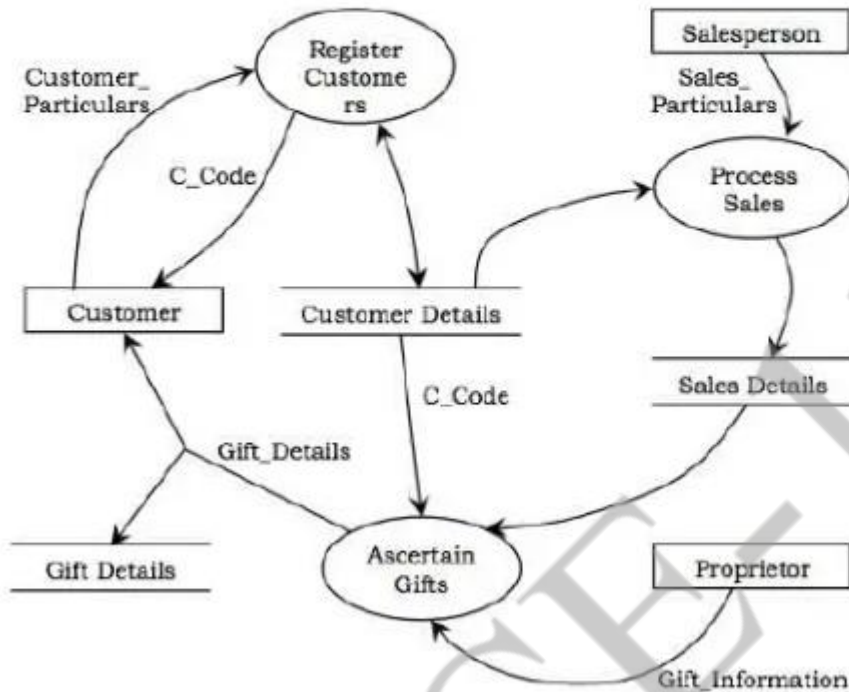 Register
Custome
rs
Salesperson
Customer_
Particulars
Sales_
Particulars
C_Code
Process
Sales
Customer
Customer Details
Sales Details
C_Code
Gift_Details
Gift Details
Ascertain
Gifts
Proprietor
Gift_Information